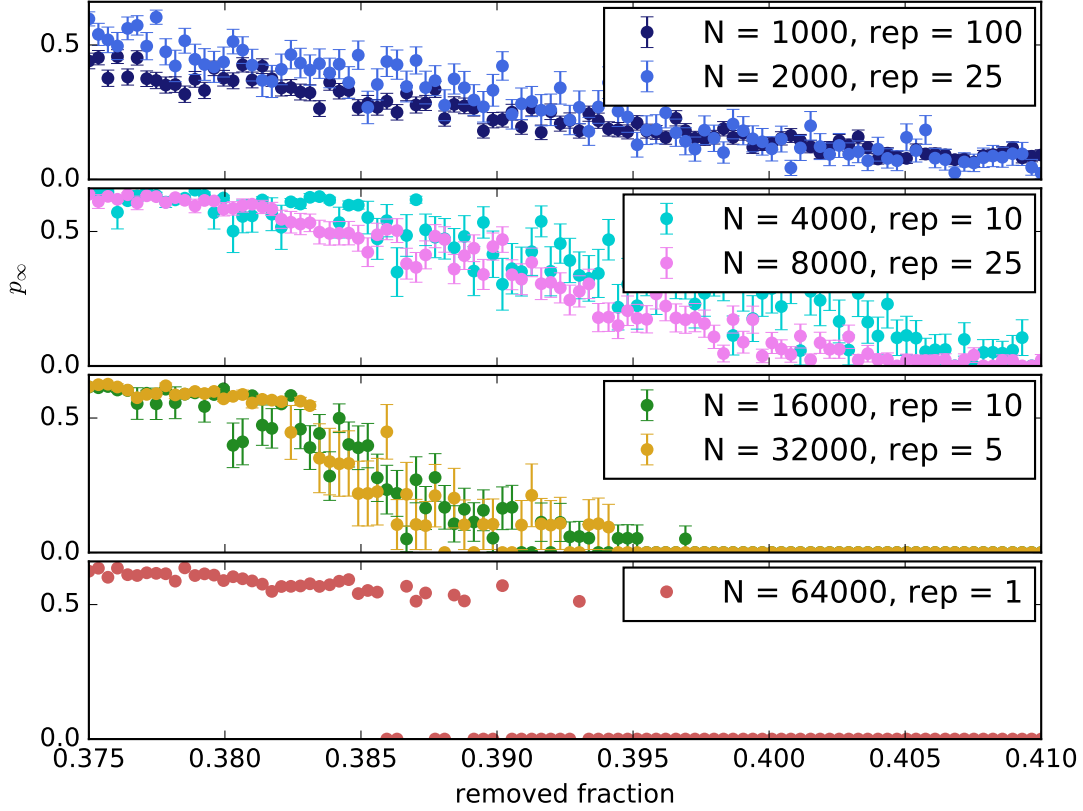 0.5
0.0
N = 1000, rep = 100
N = 2000, rep = 25
0.5
0.0
N = 4000, rep = 10
N = 8000, rep = 25
p∞
0.5
0.0
N = 16000, rep = 10
N = 32000, rep = 5
0.5
0.0
N = 64000, rep = 1
0.375 0.380 0.385 0.390 0.395 0.400 0.405 0.410
removed fraction